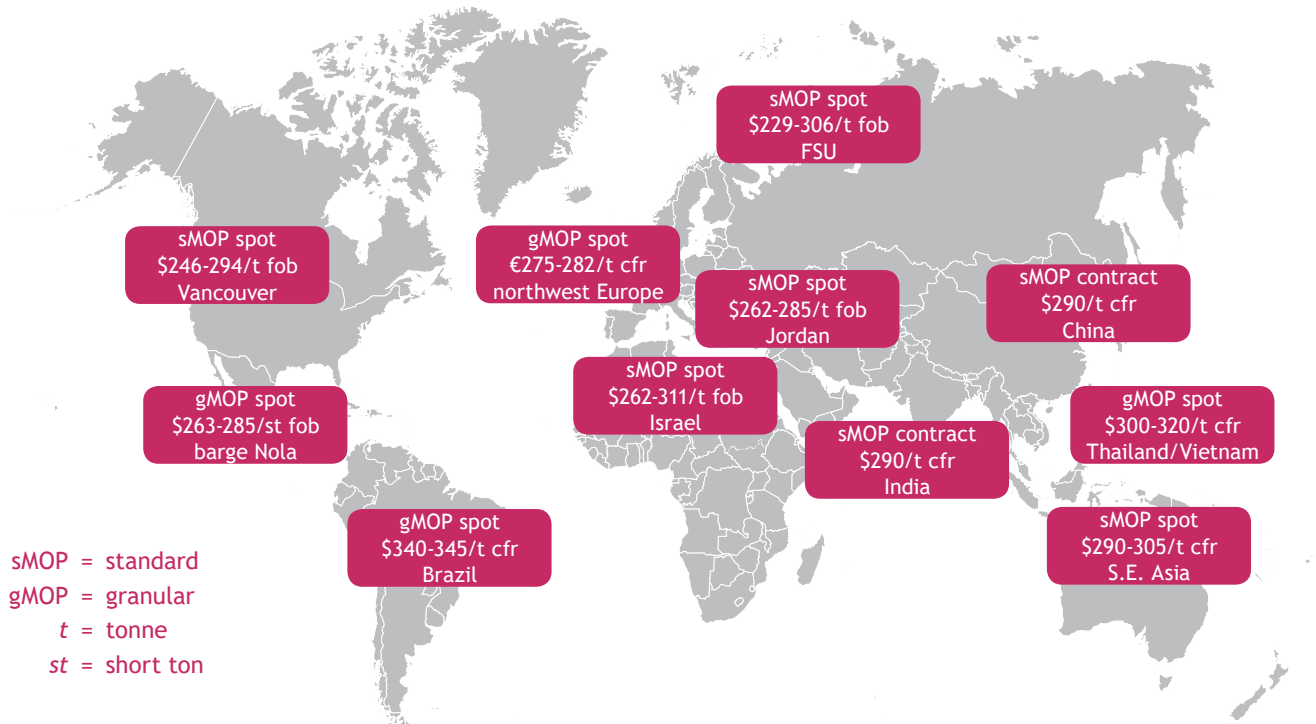 sMOP spot
$229-306/t fob
FSU
sMOP spot
$246-294/t fob
Vancouver
gMOP spot
€275-282/t cfr
northwest Europe
sMOP spot
$262-285/t fob
Jordan
sMOP contract
$290/t cfr
China
sMOP spot
$262-311/t fob
Israel
gMOP spot
$263-285/st fob
barge Nola
gMOP spot
$300-320/t cfr
Thailand/Vietnam
sMOP contract
$290/t cfr
India
gMOP spot
$340-345/t cfr
Brazil
sMOP spot
$290-305/t cfr
S.E. Asia
sMOP = standard
gMOP = granular
t = tonne
st = short ton